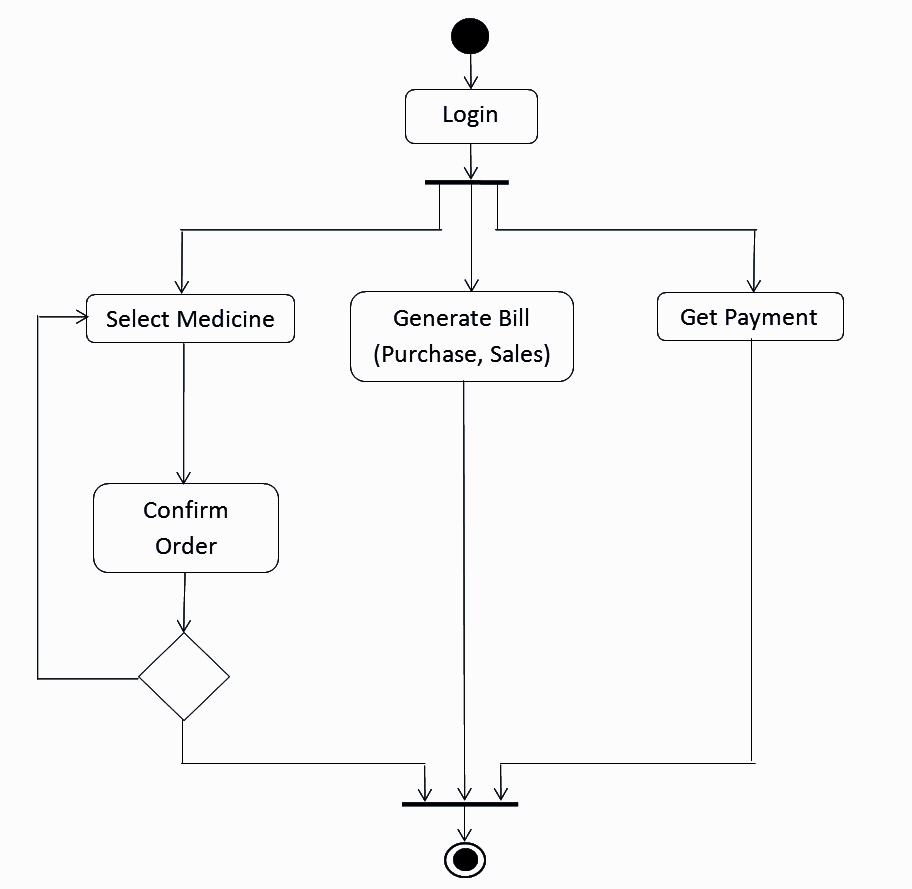 Login
Select Medicine
Generate Bill
(Purchase, Sales)
Get Payment
Confirm
Order